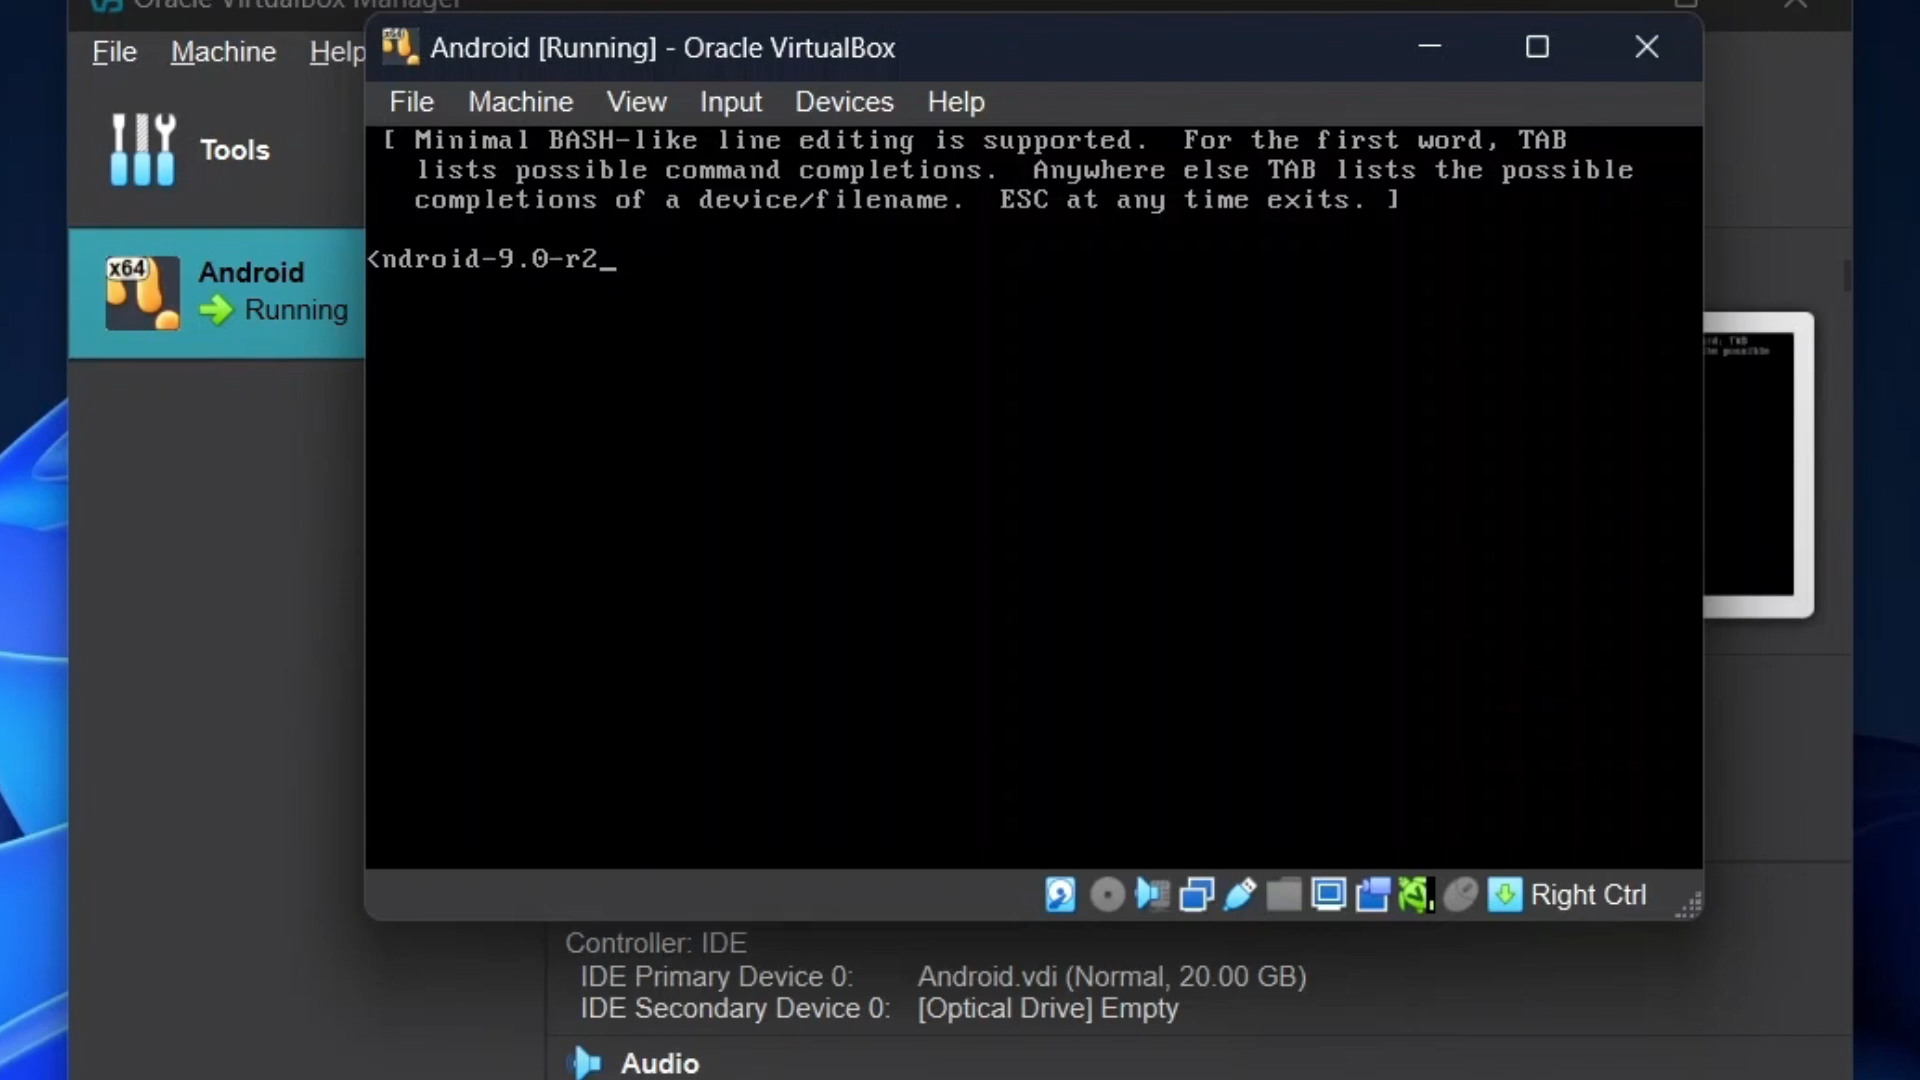 Oracle VirtualBox Manager
File Machine Help
Android [Running] - Oracle VirtualBox
File Machine View Input Devices Help
Tools
[ Minimal BASH-like line editing is supported. For the first word, TAB
lists possible command completions. Anywhere else TAB lists the possible
completions of a device/filename. ESC at any time exits. ]
<ndroid-9.0-r2_
x64
Android
Running
Right Ctrl
Controller: IDE
IDE Primary Device 0: Android.vdi (Normal, 20.00 GB)
IDE Secondary Device 0: [Optical Drive] Empty
Audio